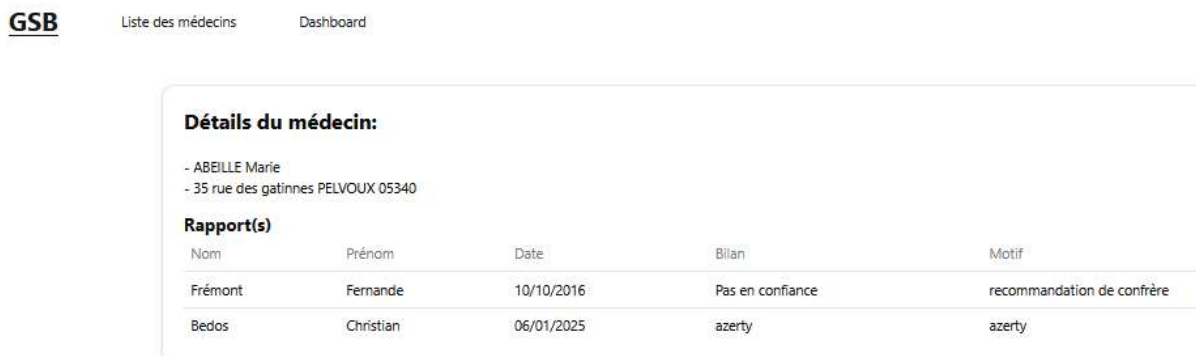 GSB Liste des médecins Dashboard
Détails du médecin:
- ABEILLE Marie
- 35 rue des gatinnes PELVOUX 05340
Rapport(s)
Nom Prénom Date Bilan Motif
Frémont Fernande 10/10/2016 Pas en confiance recommandation de confrère
Bedos Christian 06/01/2025 azerty azerty